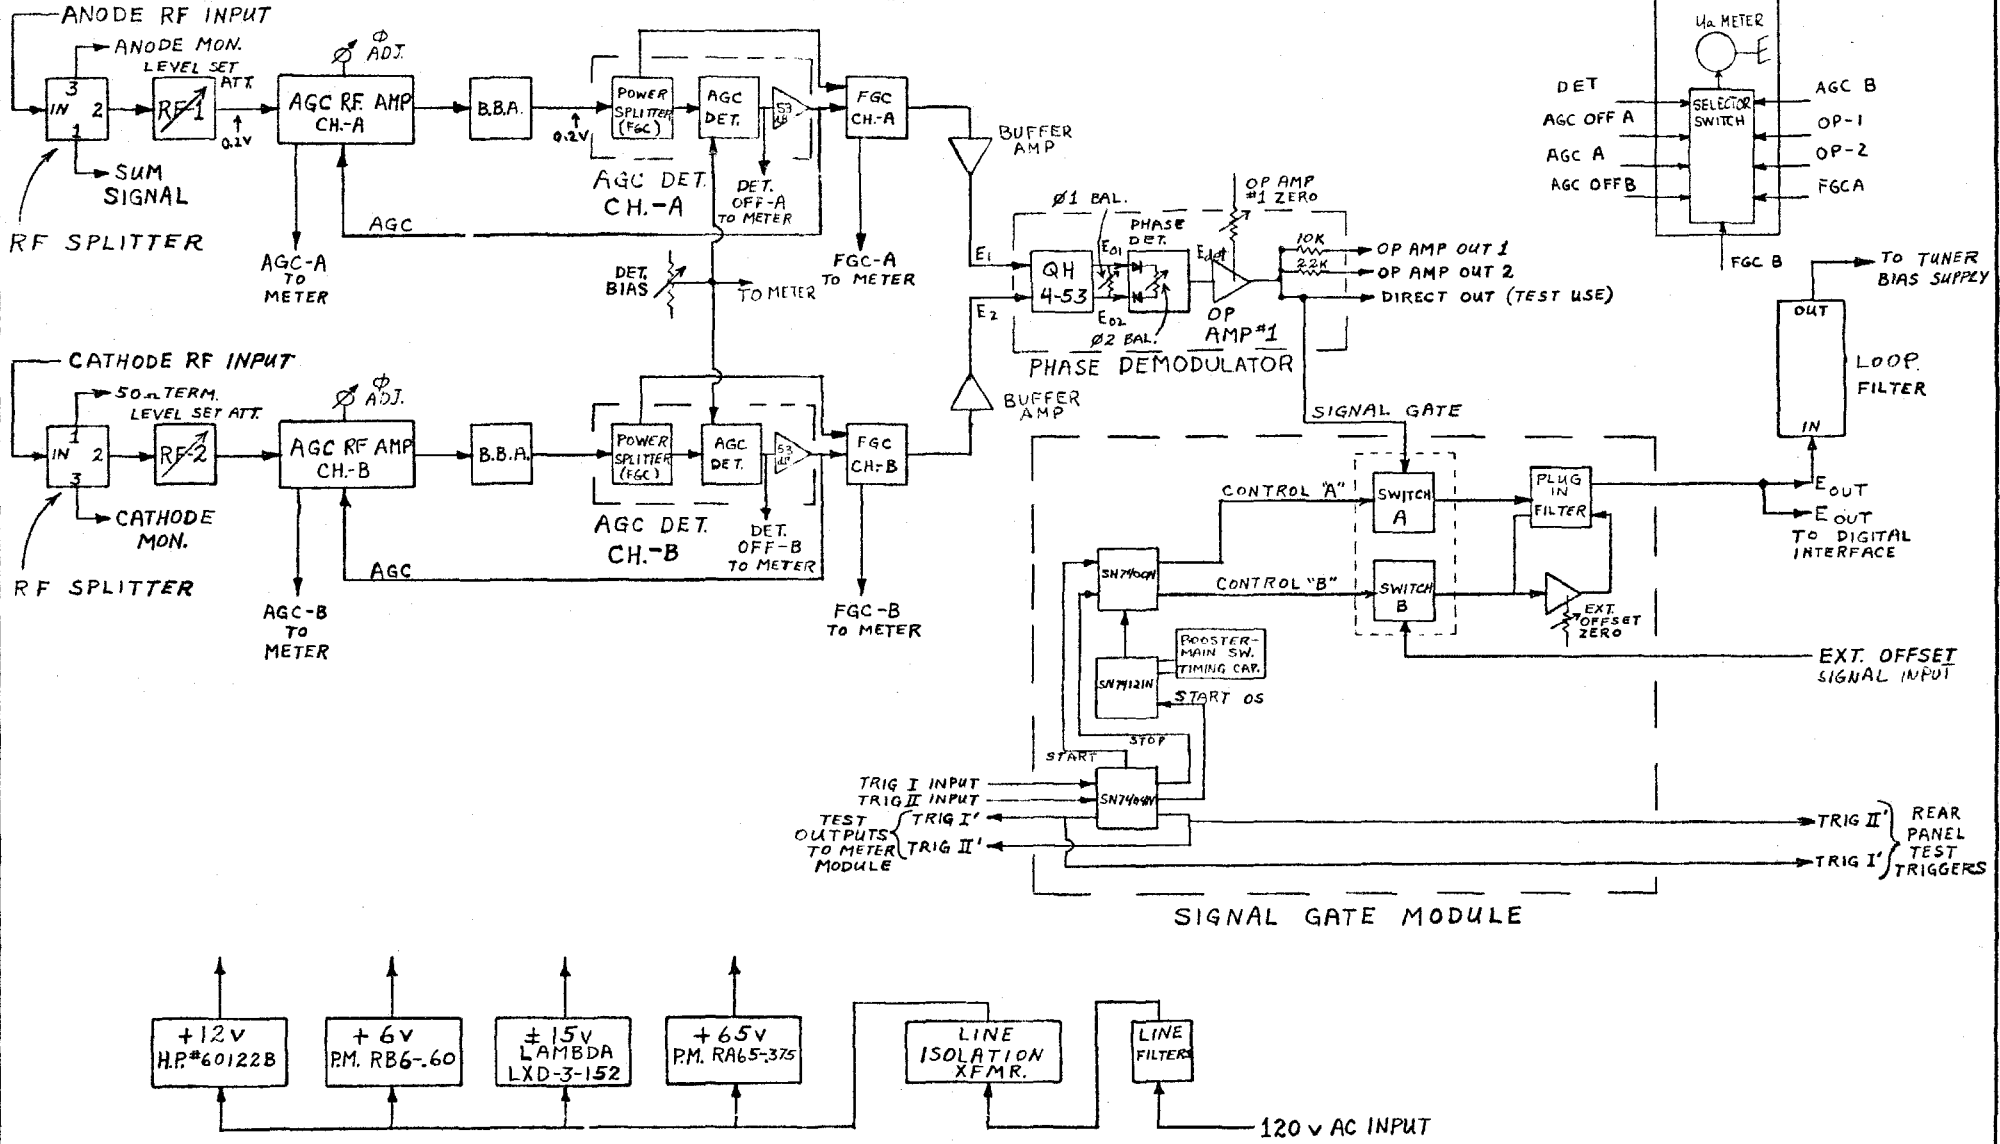 ANODE RF INPUT
ANODE MON.
LEVEL SET
ATT.
Φ
ADJ.
3
IN 2
1
RF-1
0.2V
AGC RF AMP
CH.-A
B.B.A.
0.2V
POWER
SPLITTER
(FGC)
AGC
DET.
53
db
FGC
CH.-A
SUM
SIGNAL
RF SPLITTER
AGC-A
TO
METER
AGC
AGC DET.
CH.-A
DET.
OFF-A
TO METER
FGC-A
TO METER
DET.
BIAS
TO METER
BUFFER
AMP
E1
E2
Ø1 BAL.
PHASE
DET.
OP AMP
#1 ZERO
QH
4-53
E01
E02
Ø2 BAL.
OP
AMP #1
10K
22K
OP AMP OUT 1
OP AMP OUT 2
DIRECT OUT (TEST USE)
PHASE DEMODULATOR
BUFFER
AMP
Ua METER
SELECTOR
SWITCH
DET
AGC OFF A
AGC A
AGC OFF B
AGC B
OP-1
OP-2
FGCA
FGC B
TO TUNER
BIAS SUPPLY
OUT
LOOP
FILTER
IN
CATHODE RF INPUT
50Ω TERM.
LEVEL SET ATT.
Φ
ADJ.
1
IN 2
3
RF-2
AGC RF AMP
CH.-B
B.B.A.
POWER
SPLITTER
(FGC)
AGC
DET.
53
db
FGC
CH.-B
CATHODE
MON.
RF SPLITTER
AGC-B
TO
METER
AGC
AGC DET.
CH.-B
DET.
OFF-B
TO METER
FGC-B
TO METER
SIGNAL GATE
CONTROL "A"
SWITCH
A
PLUG
IN
FILTER
EOUT
EOUT
TO DIGITAL
INTERFACE
SN7400N
CONTROL "B"
SWITCH
B
EXT.
OFFSET
ZERO
BOOSTER-
MAIN SW.
TIMING CAP.
SN74121N
START OS
EXT. OFFSET
SIGNAL INPUT
STOP
START
TRIG I INPUT
TRIG II INPUT
SN7404N
TEST
OUTPUTS
TO METER
MODULE
TRIG I'
TRIG II'
TRIG II'
TRIG I'
REAR
PANEL
TEST
TRIGGERS
SIGNAL GATE MODULE
+12V
H.P.#60122B
+6V
P.M. RB6-.60
±15V
LAMBDA
LXD-3-152
+65V
P.M. RA65-.375
LINE
ISOLATION
XFMR.
LINE
FILTERS
120 V AC INPUT